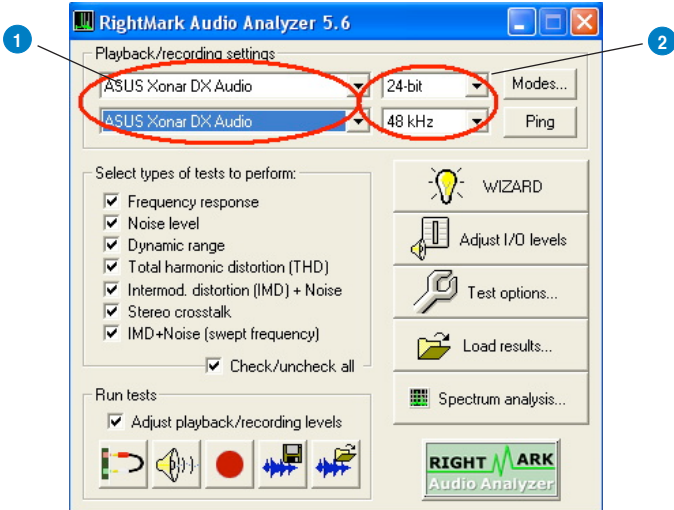 RightMark Audio Analyzer 5.6
1
2
Playback/recording settings
ASUS Xonar DX Audio 24-bit Modes...
ASUS Xonar DX Audio 48 kHz Ping
Select types of tests to perform:
Frequency response
Noise level
Dynamic range
Total harmonic distortion (THD)
Intermod. distortion (IMD) + Noise
Stereo crosstalk
IMD+Noise (swept frequency)
Check/uncheck all
WIZARD
Adjust I/O levels
Test options...
Load results...
Spectrum analysis...
Run tests
Adjust playback/recording levels
RIGHT MARK
Audio Analyzer